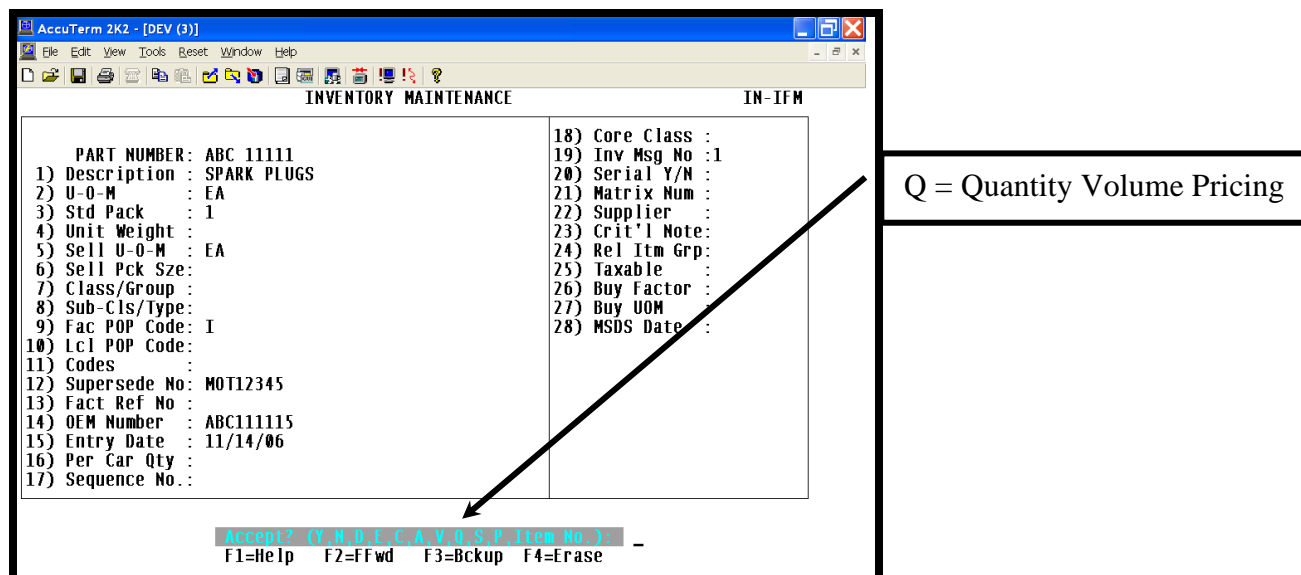 AccuTerm 2K2 - [DEV (3)]
File Edit View Tools Reset Window Help
INVENTORY MAINTENANCE IN-IFM
PART NUMBER: ABC 11111
1) Description : SPARK PLUGS
2) U-O-M : EA
3) Std Pack : 1
4) Unit Weight :
5) Sell U-O-M : EA
6) Sell Pck Sze:
7) Class/Group :
8) Sub-Cls/Type:
9) Fac POP Code: I
10) Lcl POP Code:
11) Codes :
12) Supersede No: MOT12345
13) Fact Ref No :
14) OEM Number : ABC111115
15) Entry Date : 11/14/06
16) Per Car Qty :
17) Sequence No.:
18) Core Class :
19) Inv Msg No :1
20) Serial Y/N :
21) Matrix Num :
22) Supplier :
23) Crit'l Note:
24) Rel Itm Grp:
25) Taxable :
26) Buy Factor :
27) Buy UOM :
28) MSDS Date :
Q = Quantity Volume Pricing
Accept? (Y,N,D,E,C,A,V,Q,S,P,Item No.): _
F1=Help F2=FFwd F3=Bckup F4=Erase